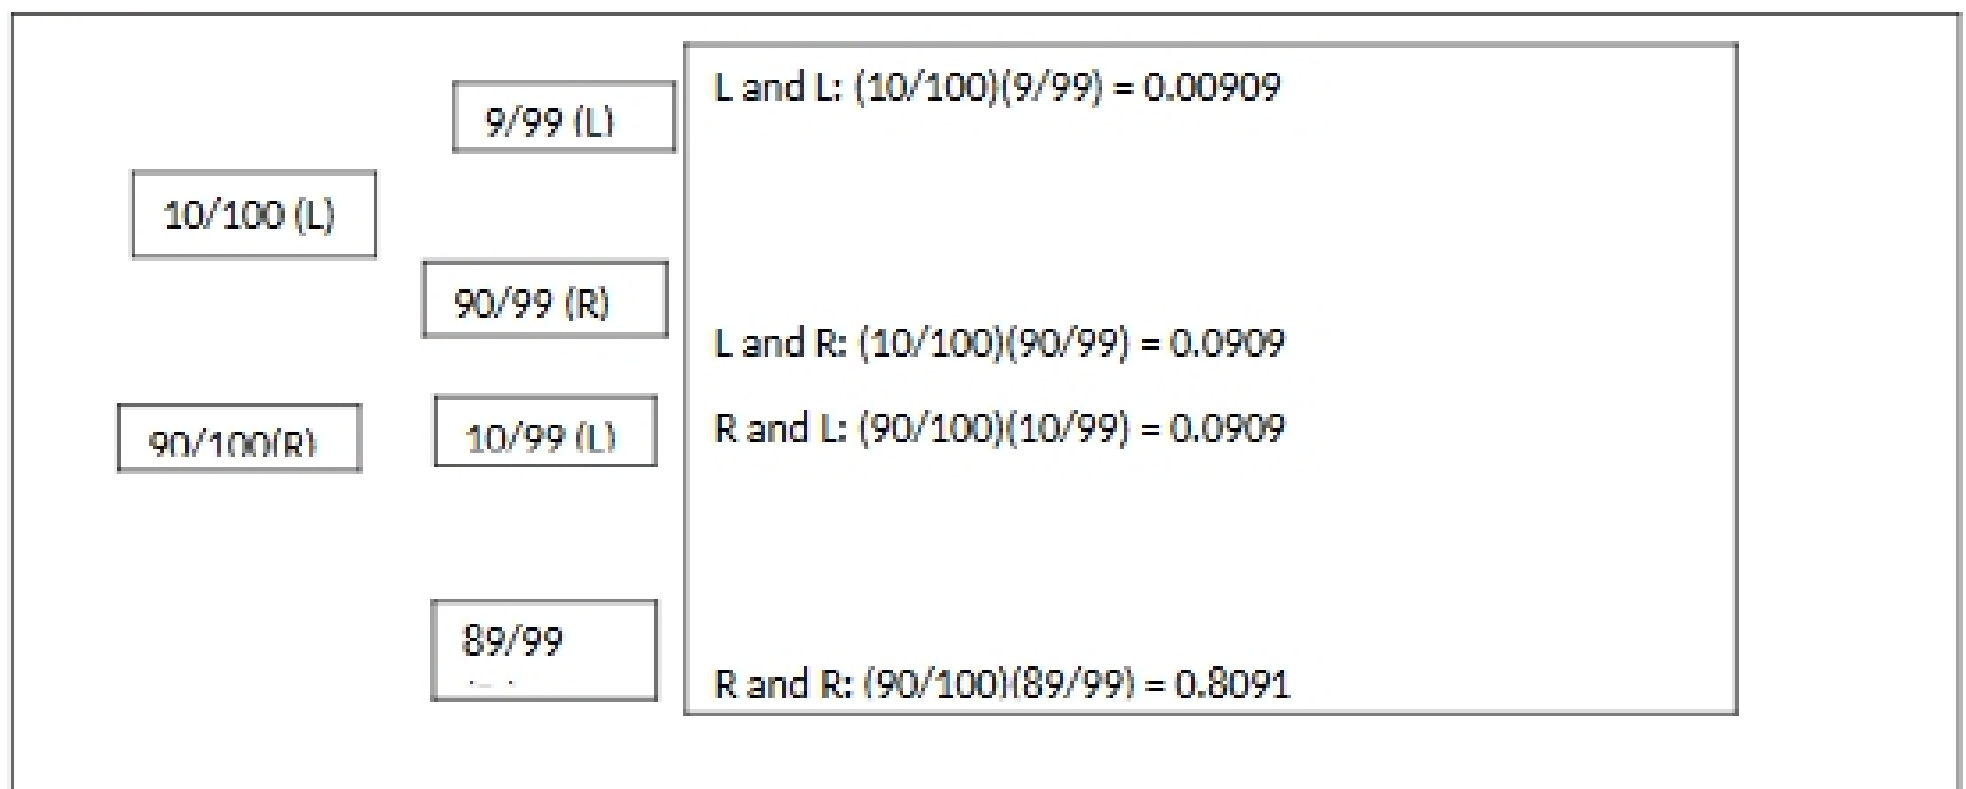 9/99 (L)
10/100 (L)
90/99 (R)
90/100(R)
10/99 (L)
89/99
L and L: (10/100)(9/99) = 0.00909
L and R: (10/100)(90/99) = 0.0909
R and L: (90/100)(10/99) = 0.0909
R and R: (90/100)(89/99) = 0.8091